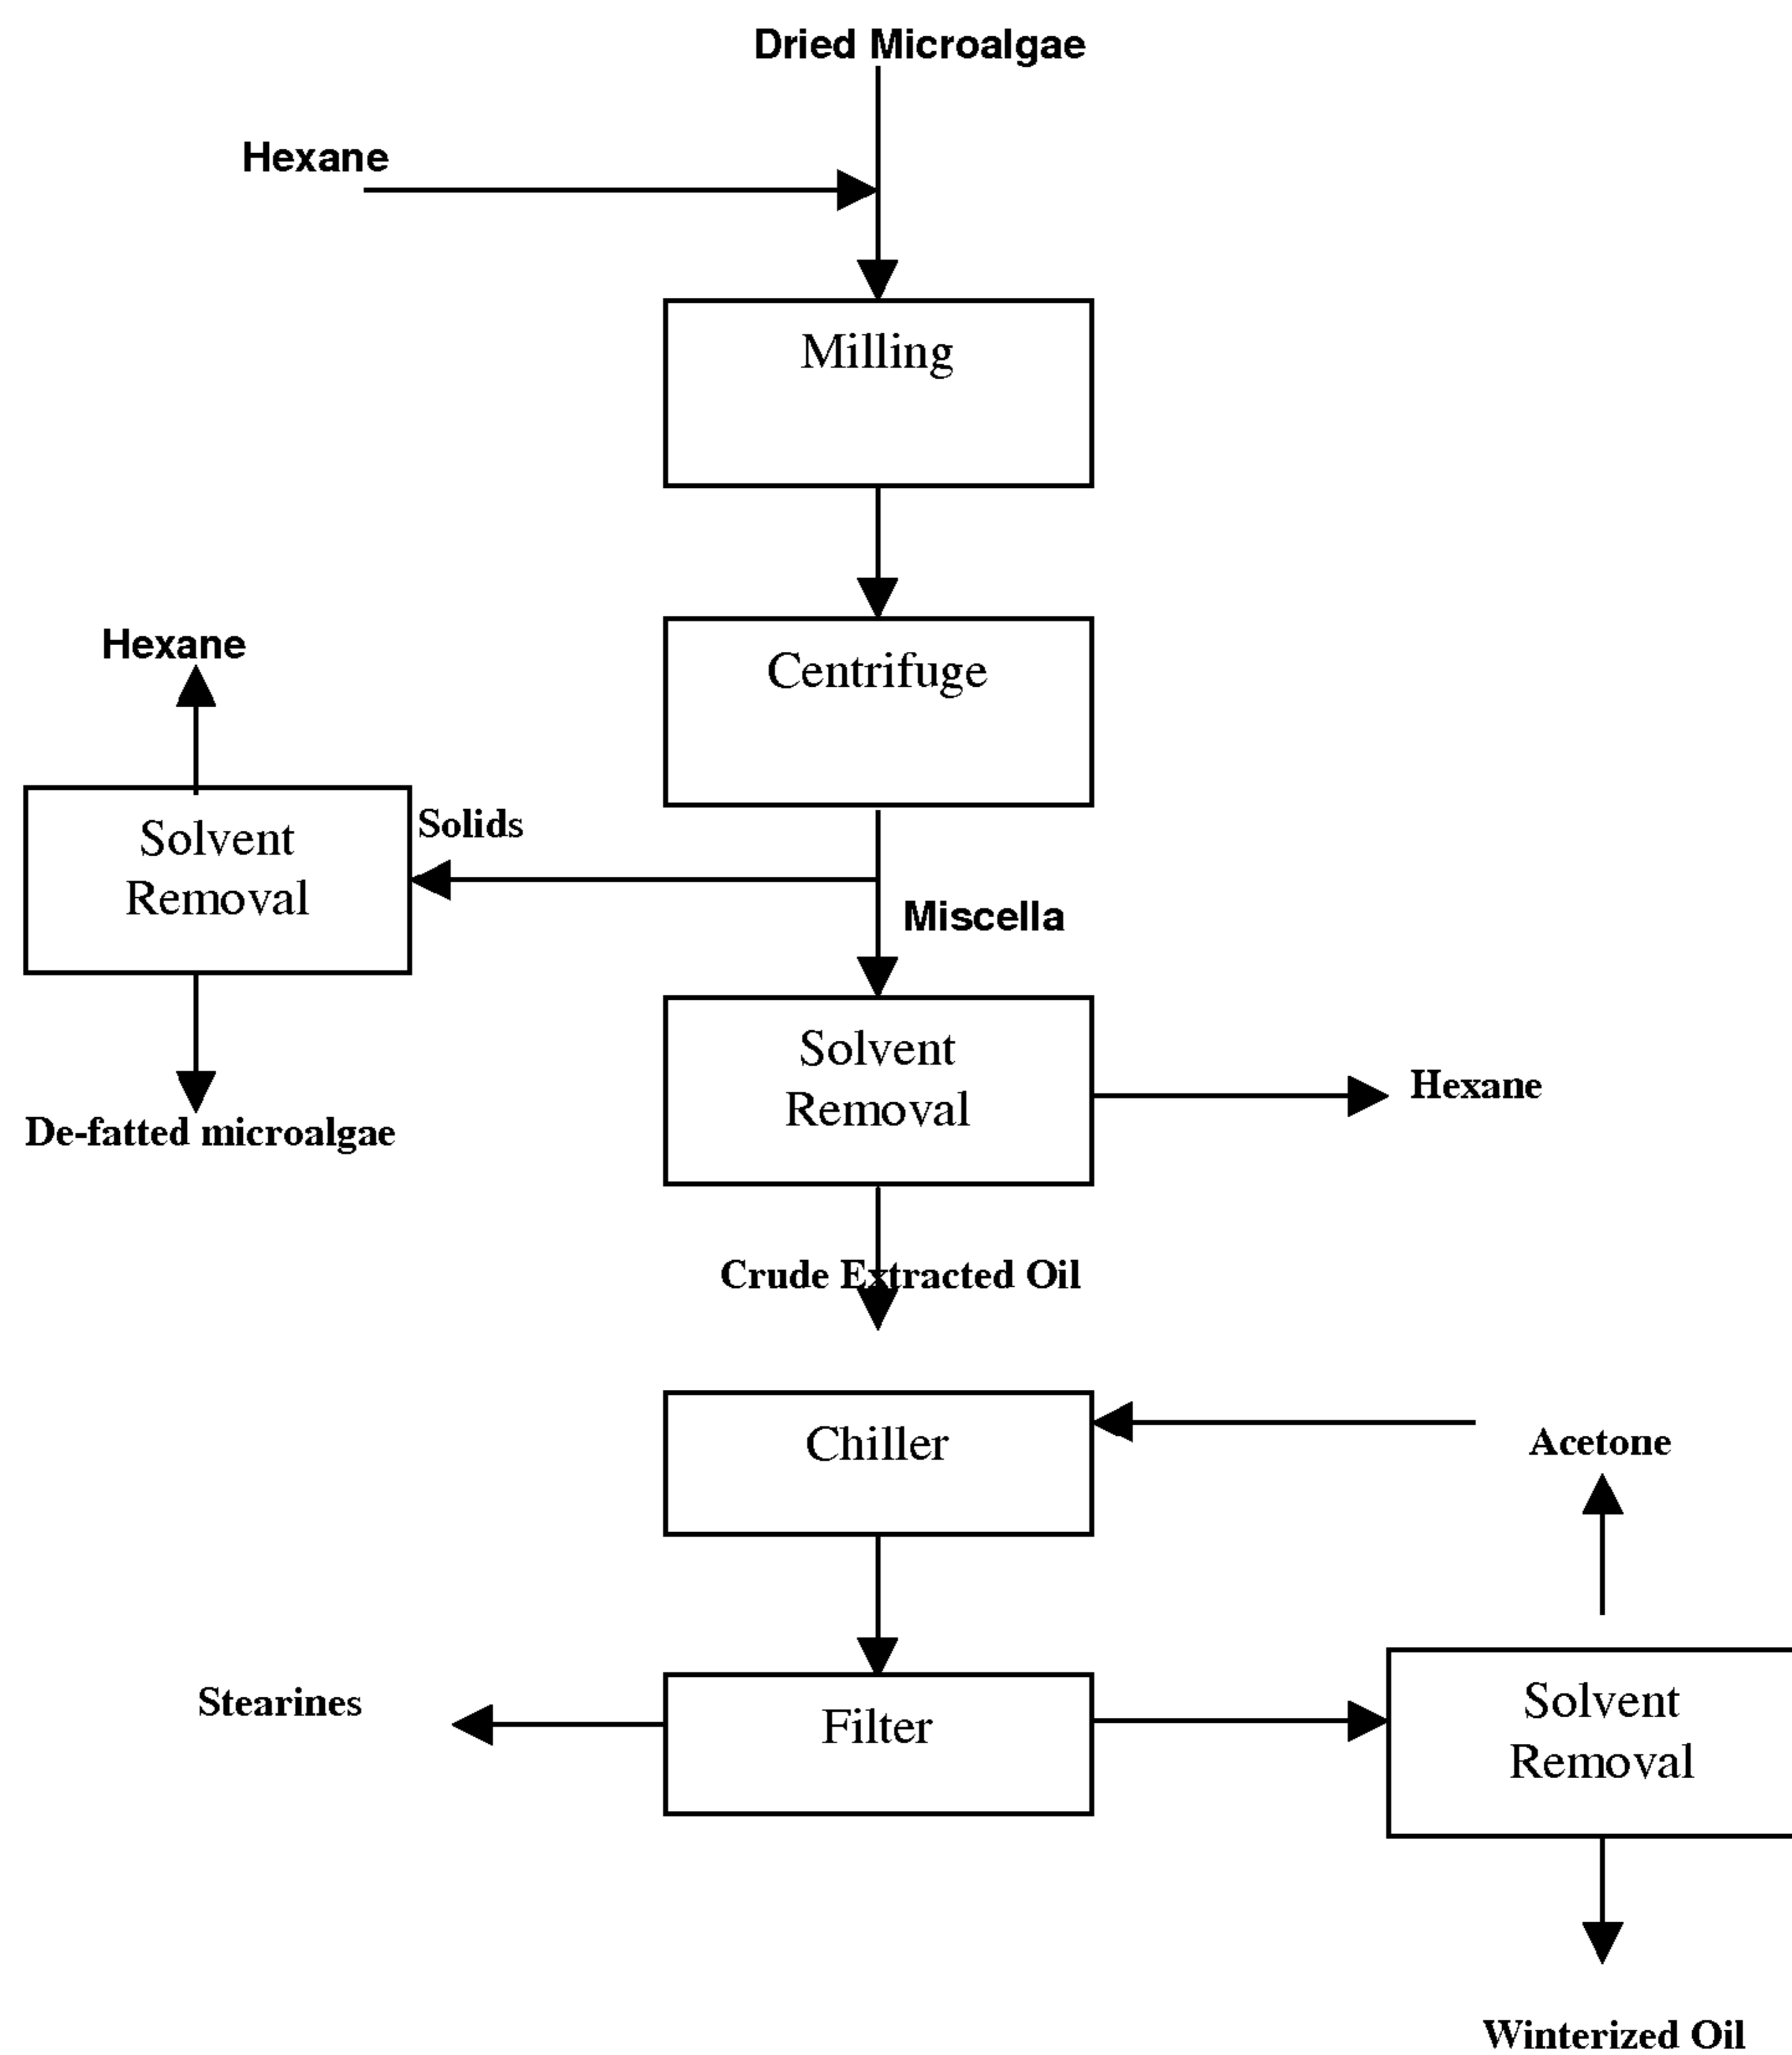 Dried Microalgae
Hexane
Milling
Centrifuge
Hexane
Solvent
Removal
Solids
Miscella
De-fatted microalgae
Solvent
Removal
Hexane
Crude Extracted Oil
Chiller
Acetone
Stearines
Filter
Solvent
Removal
Winterized Oil